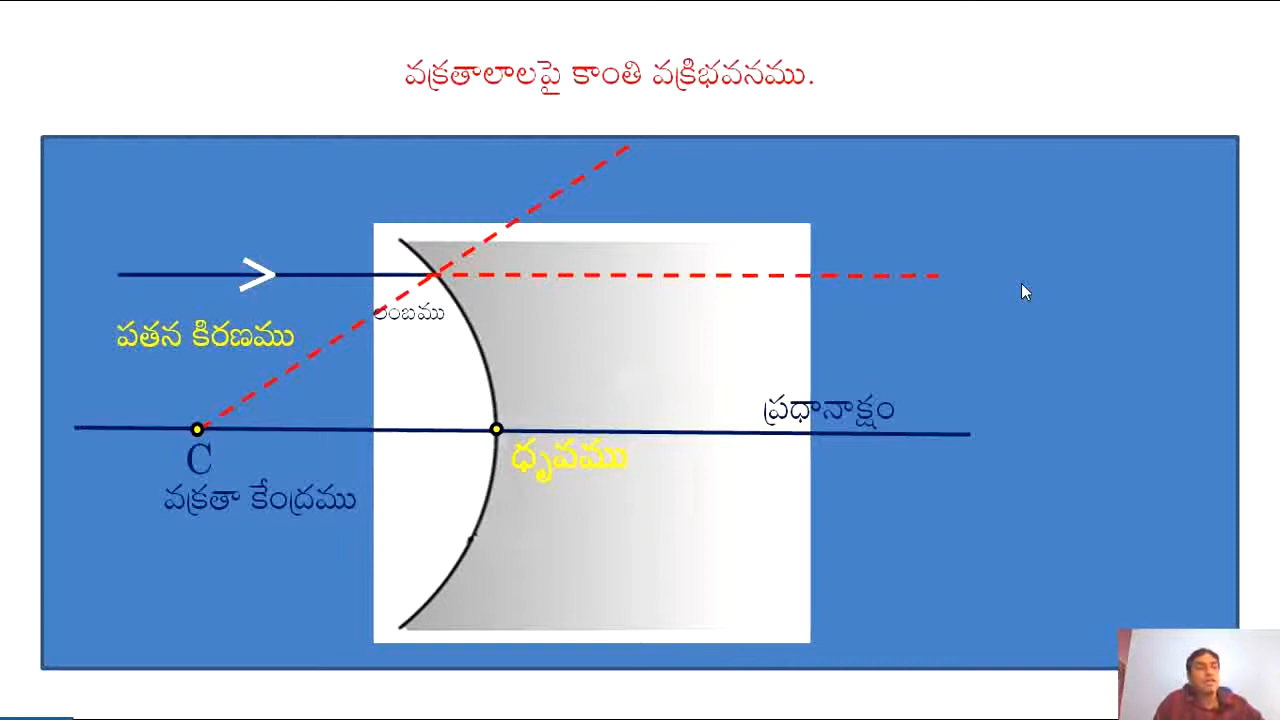 వక్రతాలాలపై కాంతి వక్రిభవనము.
లంబము
పతన కిరణము
ప్రధానాక్షం
C
ధృవము
వక్రతా కేంద్రము